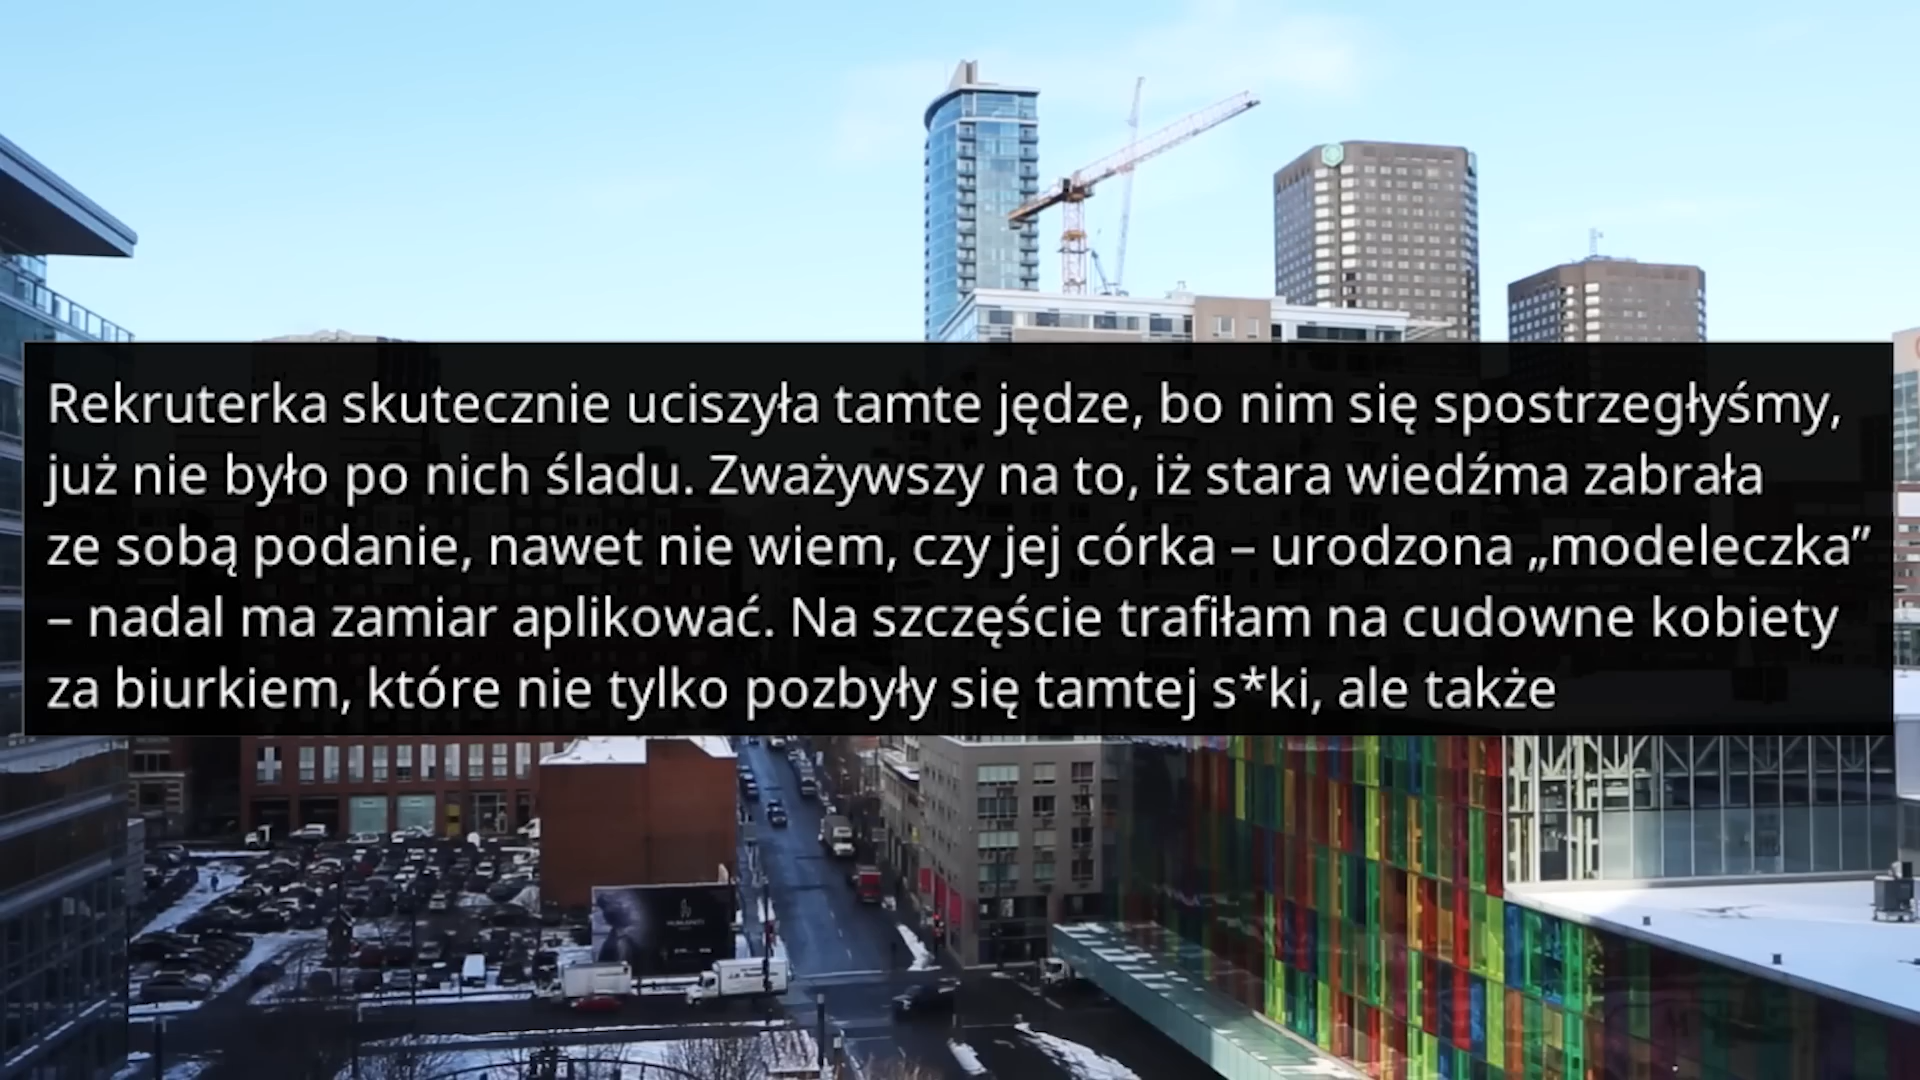 Rekruterka skutecznie uciszyła tamte jędze, bo nim się spostrzegłyśmy,
już nie było po nich śladu. Zważywszy na to, iż stara wiedźma zabrała
ze sobą podanie, nawet nie wiem, czy jej córka – urodzona „modeleczka”
– nadal ma zamiar aplikować. Na szczęście trafiłam na cudowne kobiety
za biurkiem, które nie tylko pozbyły się tamtej s*ki, ale także